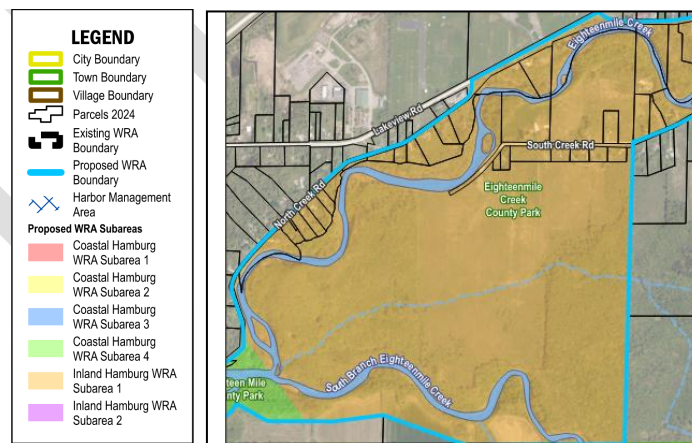 LEGEND
City Boundary
Town Boundary
Village Boundary
Parcels 2024
Existing WRA
Boundary
Proposed WRA
Boundary
Harbor Management
Area
Proposed WRA Subareas
Coastal Hamburg
WRA Subarea 1
Coastal Hamburg
WRA Subarea 2
Coastal Hamburg
WRA Subarea 3
Coastal Hamburg
WRA Subarea 4
Inland Hamburg WRA
Subarea 1
Inland Hamburg WRA
Subarea 2
Eighteenmile Creek
Lakeview Rd
South Creek Rd
Eighteenmile
Creek
County Park
North Creek Rd
South Branch Eighteenmile Creek
teen Mile
nty Park